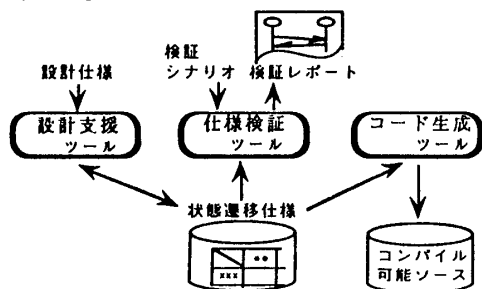 設計仕様
検証
シナリオ
検証レポート
設計支援
ツール
仕様検証
ツール
コード生成
ツール
状態遷移仕様
**
xxx
コンパイル
可能ソース